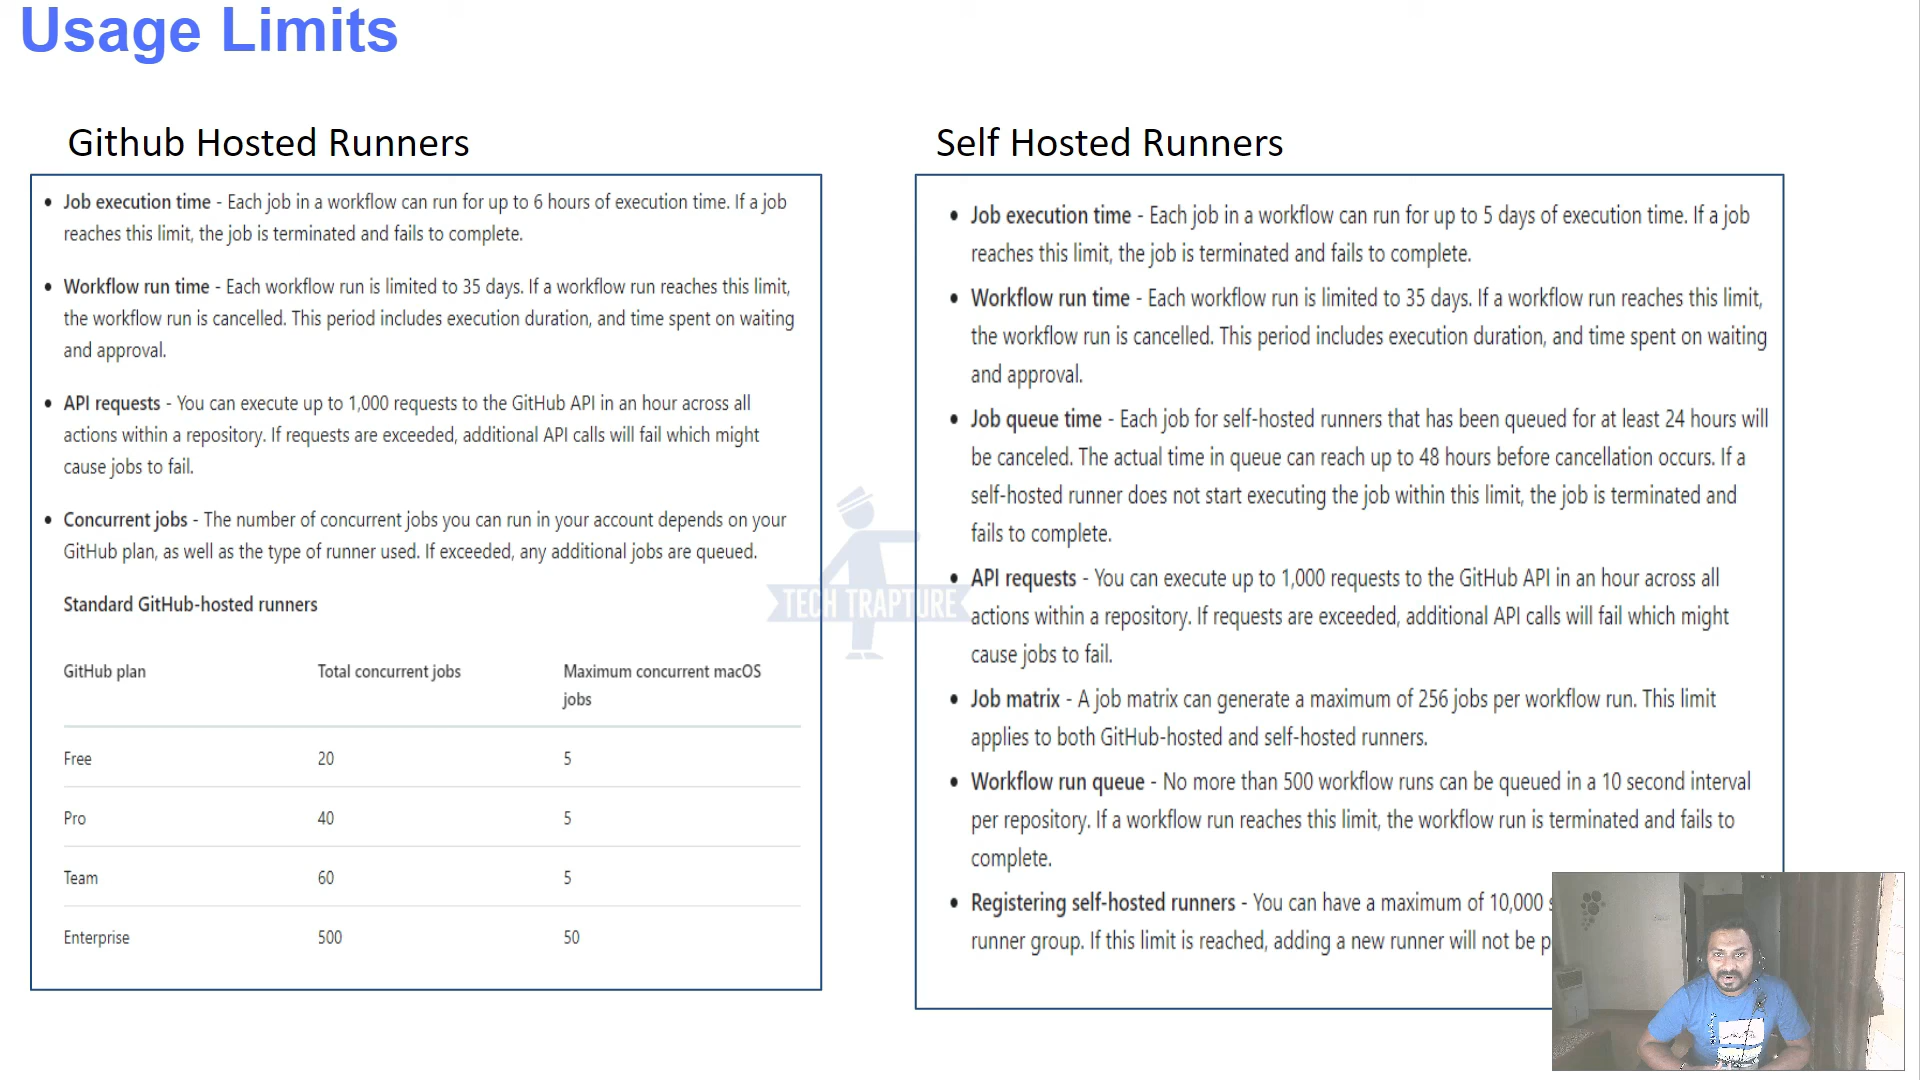 Usage Limits
Github Hosted Runners
• Job execution time - Each job in a workflow can run for up to 6 hours of execution time. If a job
reaches this limit, the job is terminated and fails to complete.
• Workflow run time - Each workflow run is limited to 35 days. If a workflow run reaches this limit,
the workflow run is cancelled. This period includes execution duration, and time spent on waiting
and approval.
• API requests - You can execute up to 1,000 requests to the GitHub API in an hour across all
actions within a repository. If requests are exceeded, additional API calls will fail which might
cause jobs to fail.
• Concurrent jobs - The number of concurrent jobs you can run in your account depends on your
GitHub plan, as well as the type of runner used. If exceeded, any additional jobs are queued.
Standard GitHub-hosted runners
GitHub plan Total concurrent jobs Maximum concurrent macOS
jobs
Free 20 5
Pro 40 5
Team 60 5
Enterprise 500 50
TECH TRAPTURE
Self Hosted Runners
• Job execution time - Each job in a workflow can run for up to 5 days of execution time. If a job
reaches this limit, the job is terminated and fails to complete.
• Workflow run time - Each workflow run is limited to 35 days. If a workflow run reaches this limit,
the workflow run is cancelled. This period includes execution duration, and time spent on waiting
and approval.
• Job queue time - Each job for self-hosted runners that has been queued for at least 24 hours will
be canceled. The actual time in queue can reach up to 48 hours before cancellation occurs. If a
self-hosted runner does not start executing the job within this limit, the job is terminated and
fails to complete.
• API requests - You can execute up to 1,000 requests to the GitHub API in an hour across all
actions within a repository. If requests are exceeded, additional API calls will fail which might
cause jobs to fail.
• Job matrix - A job matrix can generate a maximum of 256 jobs per workflow run. This limit
applies to both GitHub-hosted and self-hosted runners.
• Workflow run queue - No more than 500 workflow runs can be queued in a 10 second interval
per repository. If a workflow run reaches this limit, the workflow run is terminated and fails to
complete.
• Registering self-hosted runners - You can have a maximum of 10,000
runner group. If this limit is reached, adding a new runner will not be